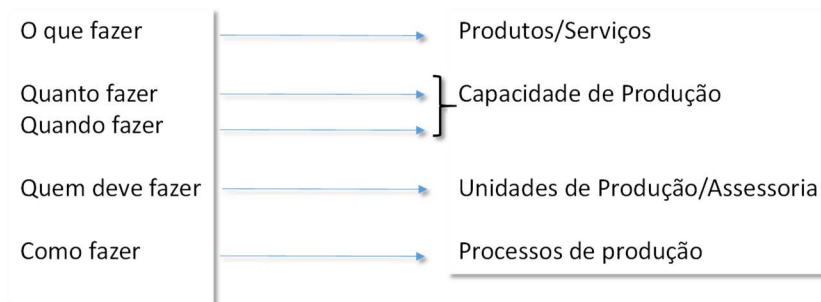 O que fazer
Produtos/Serviços
Quanto fazer
Quando fazer
Capacidade de Produção
Quem deve fazer
Unidades de Produção/Assessoria
Como fazer
Processos de produção